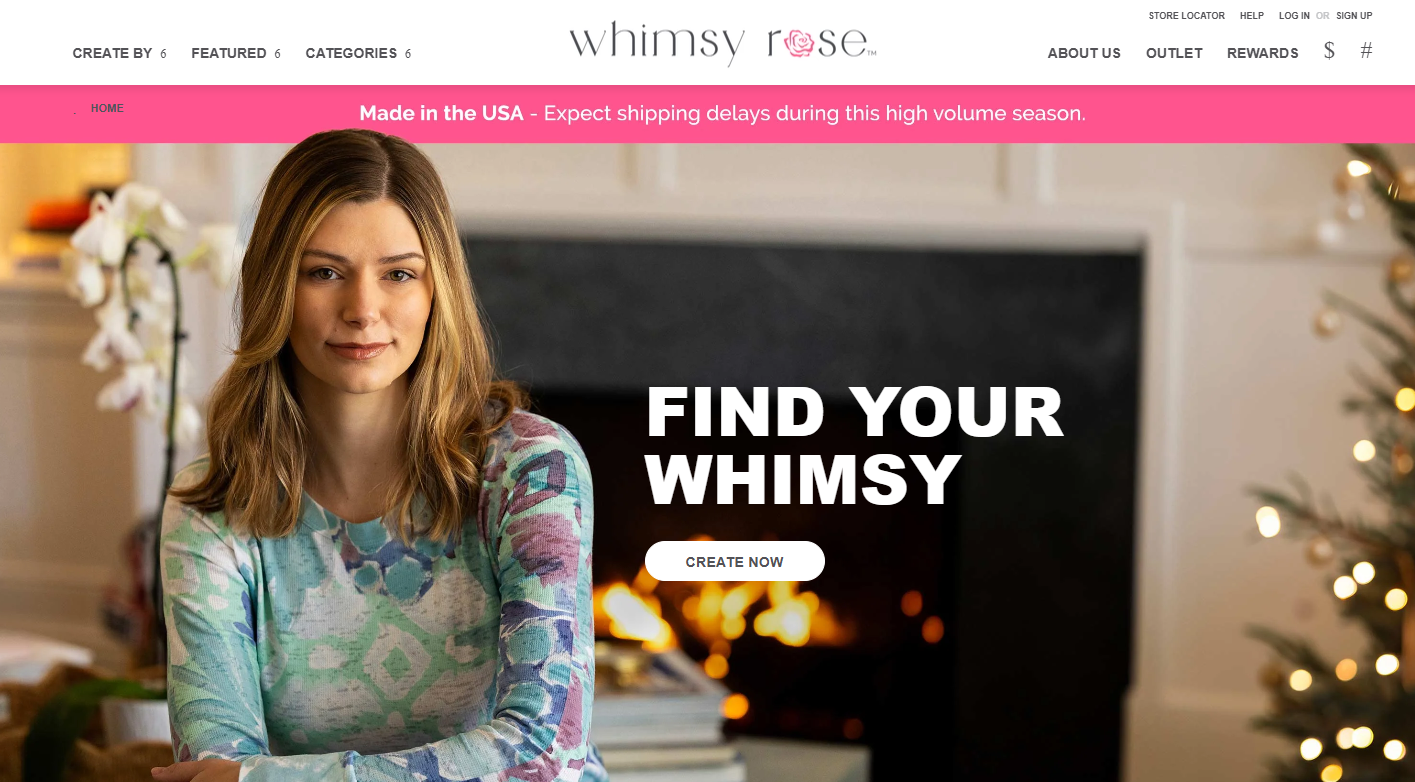 STORE LOCATOR HELP LOG IN OR SIGN UP
CREATE BY 6 FEATURED 6 CATEGORIES 6
whimsy rose™
ABOUT US OUTLET REWARDS $ #
. HOME
Made in the USA - Expect shipping delays during this high volume season.
FIND YOUR
WHIMSY
CREATE NOW